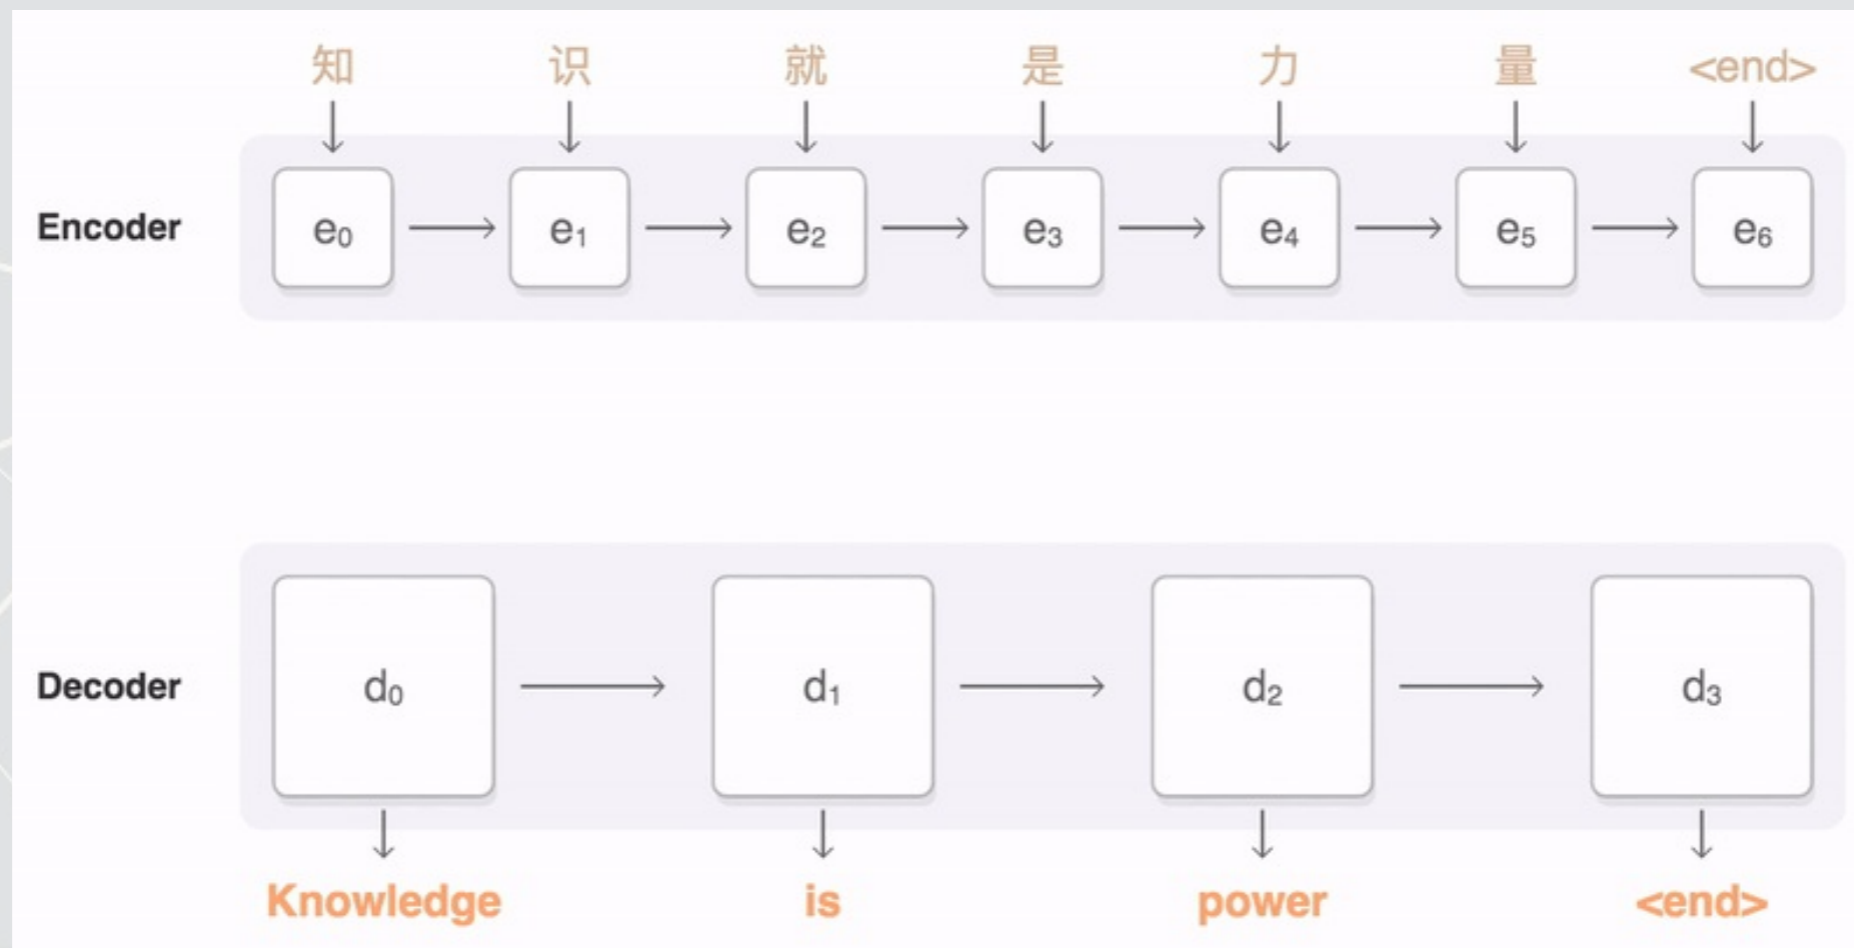 知 识 就 是 力 量 <end>
Encoder e₀ e₁ e₂ e₃ e₄ e₅ e₆
Decoder d₀ d₁ d₂ d₃
Knowledge is power <end>